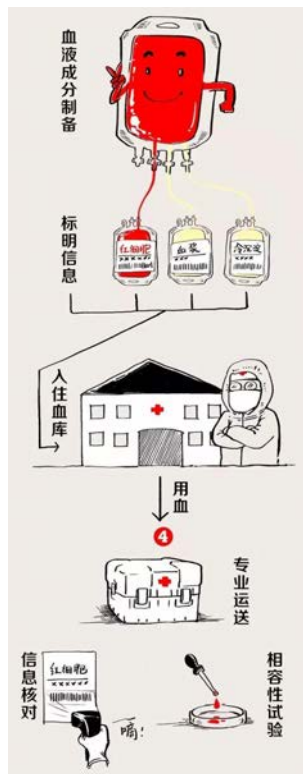 血液成分制备
红细胞
血浆
冷沉淀
标明信息
入住血库
用血
4
专业运送
信息核对
红细胞
嘀!
相容性试验